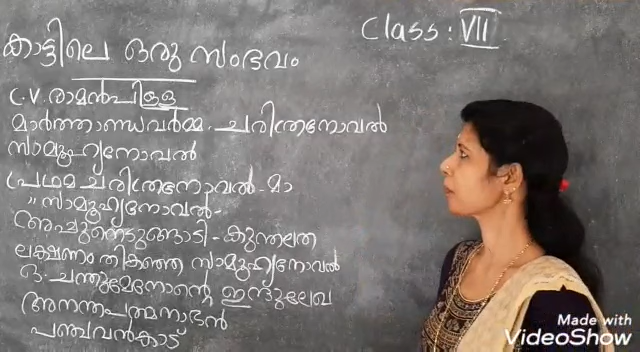 Class: VII
കാട്ടിലെ ഒരു സംഭവം
C.V. രാമൻപിള്ള
മാർത്താണ്ഡവർമ്മ. ചരിത്രനോവൽ
സാമൂഹ്യനോവൽ
പ്രഥമ ചരിത്രനോവൽ - മാ
" സാമൂഹ്യനോവൽ -
അപ്പുനെടുങ്ങാടി - കുന്തലത
ലക്ഷണം തികഞ്ഞ സാമൂഹ്യനോവൽ
ഒ. ചന്തുമേനോന്റെ ഇന്ദുലേഖ
അനന്തപത്മനാഭൻ
പഞ്ചവൻകാട്
Made with
VideoShow